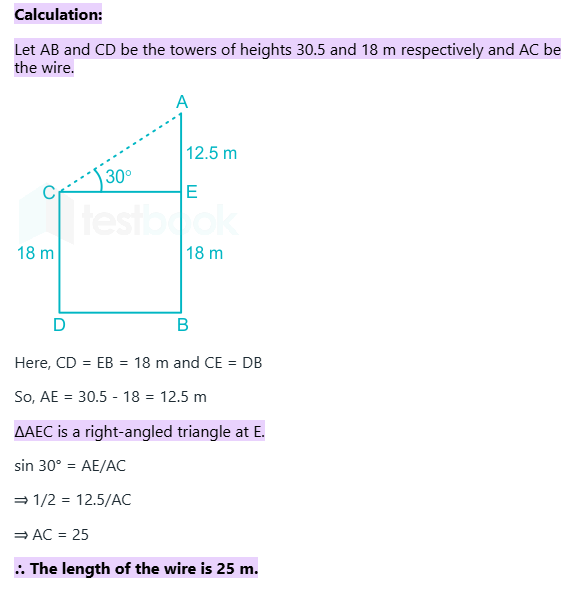 Calculation:
Let AB and CD be the towers of heights 30.5 and 18 m respectively and AC be
the wire.
A
12.5 m
30°
C
E
testbook
18 m
18 m
D
B
Here, CD = EB = 18 m and CE = DB
So, AE = 30.5 - 18 = 12.5 m
ΔAEC is a right-angled triangle at E.
sin 30° = AE/AC
⇒ 1/2 = 12.5/AC
⇒ AC = 25
∴ The length of the wire is 25 m.